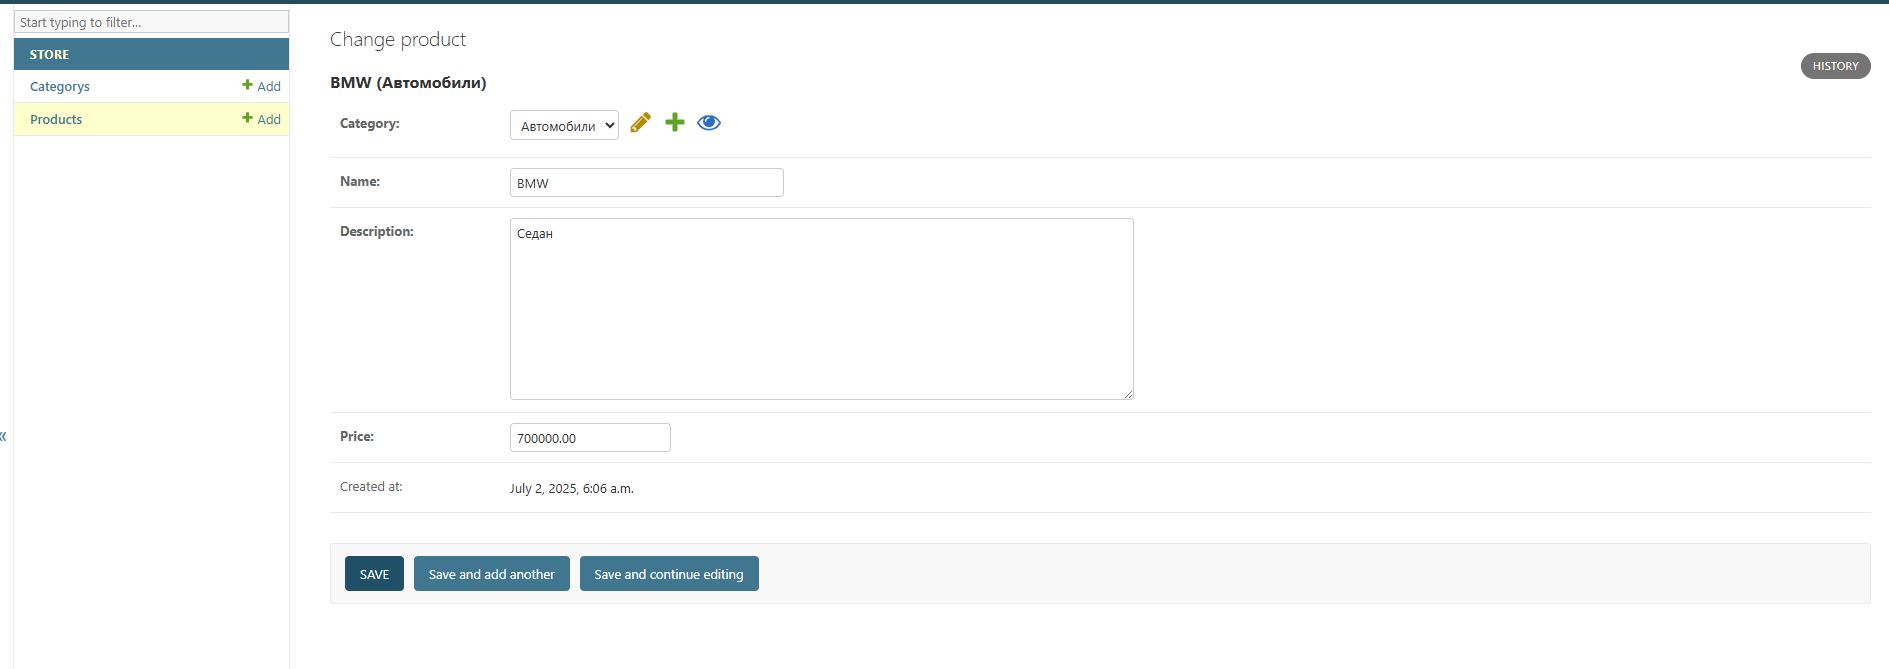 Start typing to filter...
STORE
Categorys
Add
Products
Add
Change product
HISTORY
BMW (Автомобили)
Category:
Автомобили
Name:
BMW
Description:
Седан
Price:
700000.00
Created at:
July 2, 2025, 6:06 a.m.
SAVE
Save and add another
Save and continue editing
«